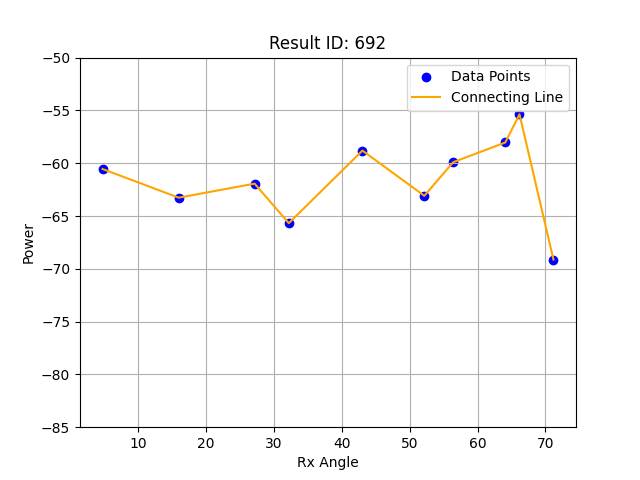 Result ID: 692
Data Points
Connecting Line
Power
−50
−55
−60
−65
−70
−75
−80
−85
10 20 30 40 50 60 70
Rx Angle